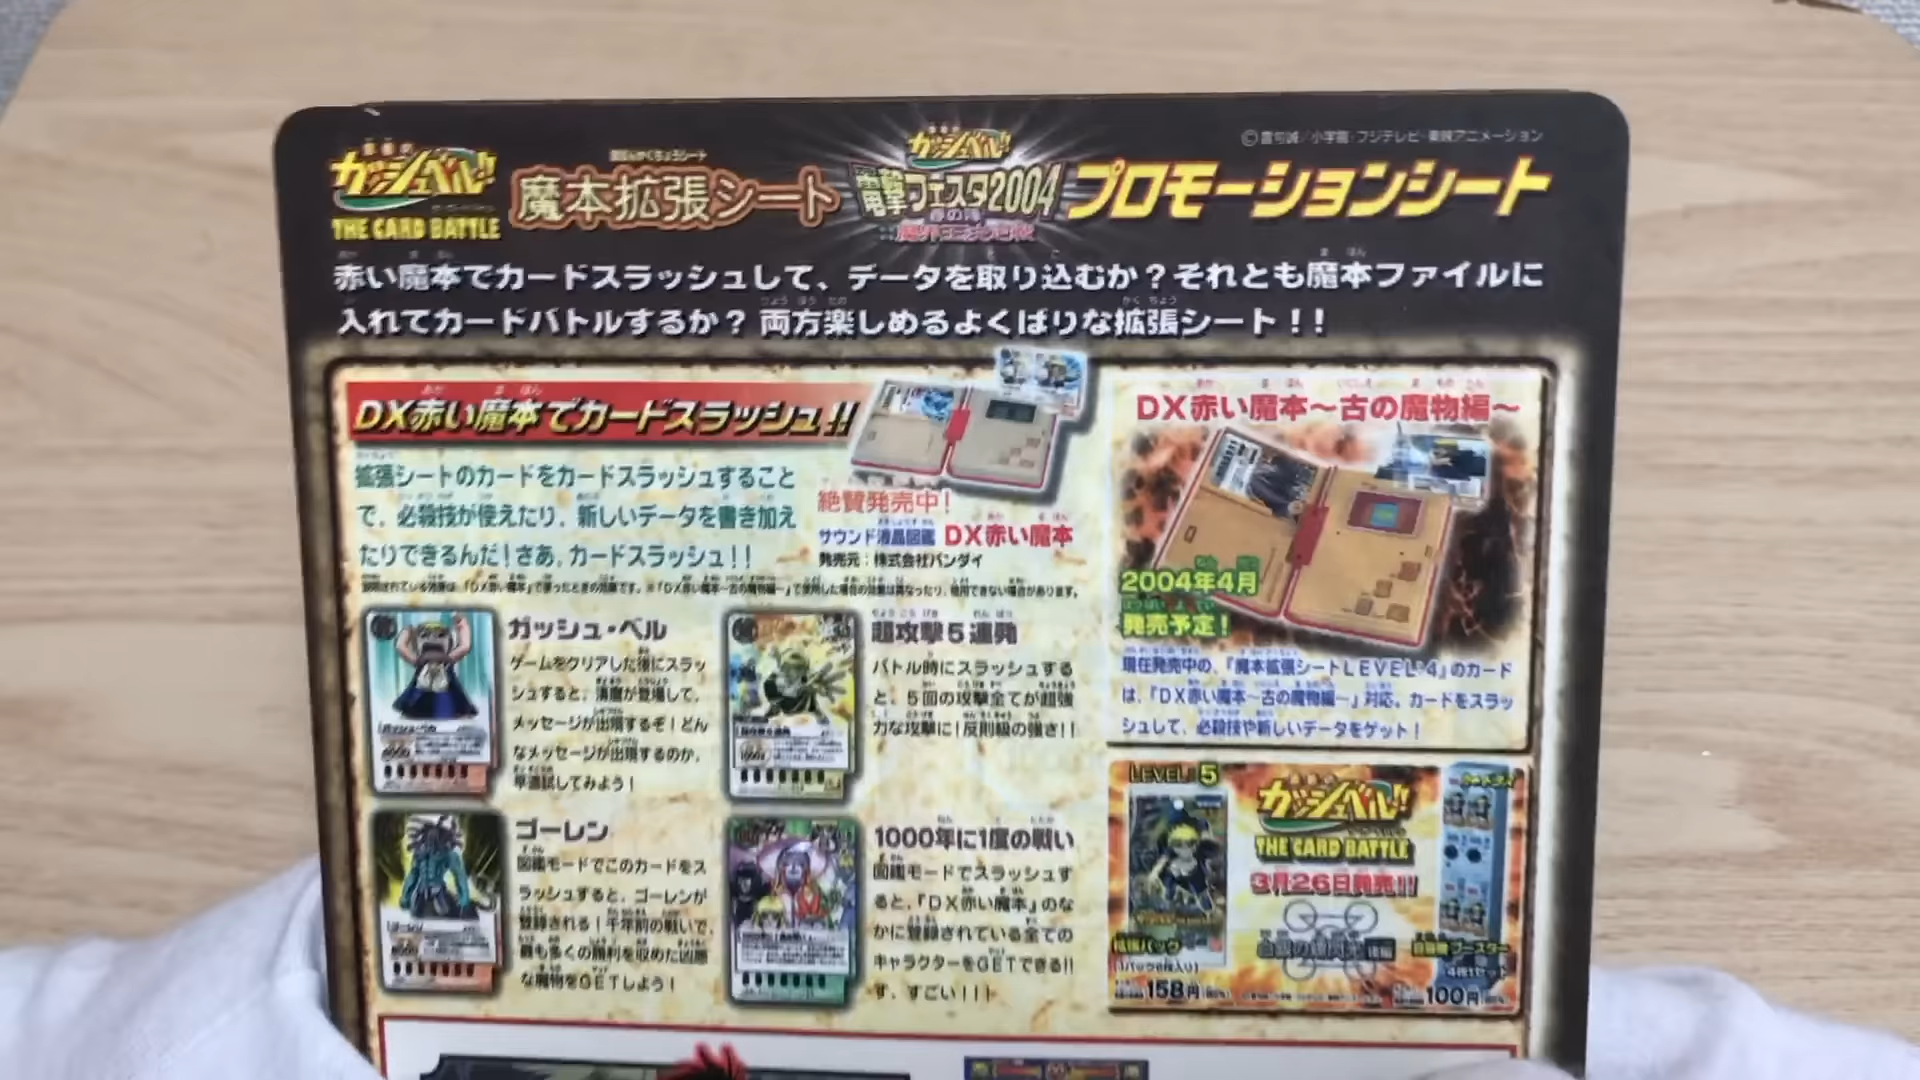 ガッシュベル!!
THE CARD BATTLE
魔本拡張シート
ガッシュベル!!
電撃フェスタ2004
プロモーションシート
赤い魔本でカードスラッシュして、データを取り込むか？それとも魔本ファイルに
入れてカードバトルするか？両方楽しめるよくばりな拡張シート！！
DX赤い魔本でカードスラッシュ!!
拡張シートのカードをカードスラッシュすること
で、必殺技が使えたり、新しいデータを書き加え
たりできるんだ！さあ、カードスラッシュ！！
絶賛発売中！
サウンド液晶図鑑 DX赤い魔本
発売元：株式会社バンダイ
ガッシュ・ベル
ゲームをクリアした後にスラッ
シュすると、清麿が登場して、
メッセージが出現するぞ！どん
なメッセージが出現するのか、
早速試してみよう！
超攻撃５連発
バトル時にスラッシュする
と、５回の攻撃全てが超強
力な攻撃に！反則級の強さ!!
ゴーレン
図鑑モードでこのカードをス
ラッシュすると、ゴーレンが
登録される！千年前の戦いで、
最も多くの勝利を収めた凶悪
な魔物をGETしよう！
1000年に1度の戦い
図鑑モードでスラッシュす
ると、「DX赤い魔本」のな
かに登録されている全ての
キャラクターをGETできる!!
す、すごい！！！
DX赤い魔本～古の魔物編～
2004年4月
発売予定！
現在発売中の、「魔本拡張シートLEVEL:4」のカード
は、「DX赤い魔本～古の魔物編～」対応。カードをスラッ
シュして、必殺技や新しいデータをゲット！
LEVEL:5
ガッシュベル!!
THE CARD BATTLE
3月26日発売!!
拡張パック
158円
自販機ブースター
4枚1セット
100円